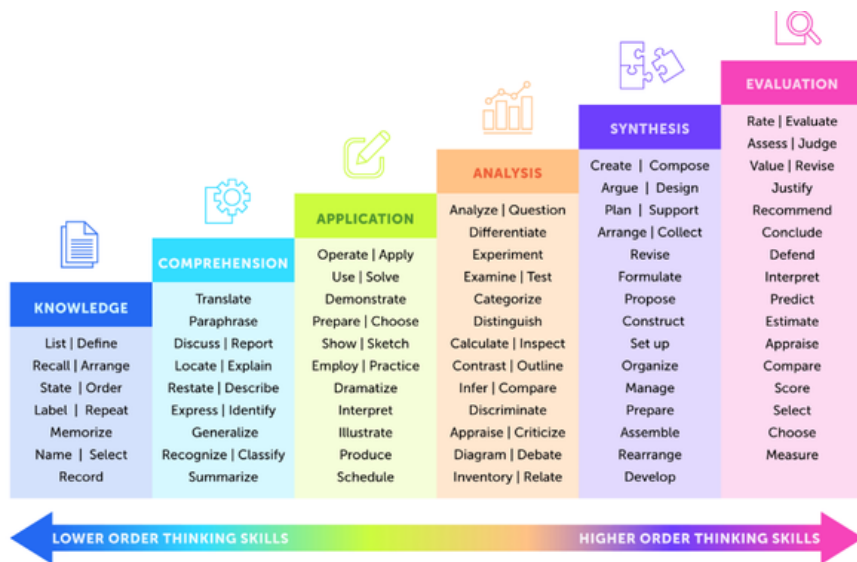 KNOWLEDGE
List | Define
Recall | Arrange
State | Order
Label | Repeat
Memorize
Name | Select
Record
COMPREHENSION
Translate
Paraphrase
Discuss | Report
Locate | Explain
Restate | Describe
Express | Identify
Generalize
Recognize | Classify
Summarize
APPLICATION
Operate | Apply
Use | Solve
Demonstrate
Prepare | Choose
Show | Sketch
Employ | Practice
Dramatize
Interpret
Illustrate
Produce
Schedule
ANALYSIS
Analyze | Question
Differentiate
Experiment
Examine | Test
Categorize
Distinguish
Calculate | Inspect
Contrast | Outline
Infer | Compare
Discriminate
Appraise | Criticize
Diagram | Debate
Inventory | Relate
SYNTHESIS
Create | Compose
Argue | Design
Plan | Support
Arrange | Collect
Revise
Formulate
Propose
Construct
Set up
Organize
Manage
Prepare
Assemble
Rearrange
Develop
EVALUATION
Rate | Evaluate
Assess | Judge
Value | Revise
Justify
Recommend
Conclude
Defend
Interpret
Predict
Estimate
Appraise
Compare
Score
Select
Choose
Measure
LOWER ORDER THINKING SKILLS
HIGHER ORDER THINKING SKILLS